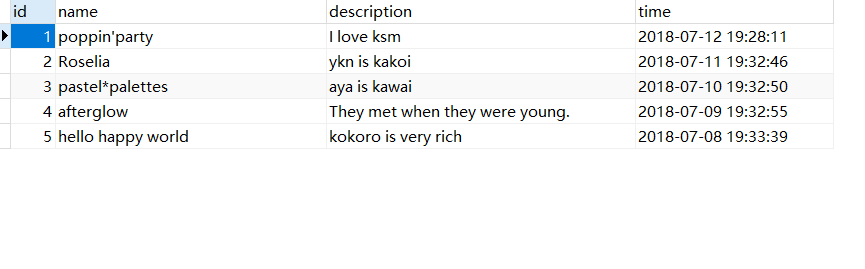 id name description time
1 poppin'party I love ksm 2018-07-12 19:28:11
2 Roselia ykn is kakoi 2018-07-11 19:32:46
3 pastel*palettes aya is kawai 2018-07-10 19:32:50
4 afterglow They met when they were young. 2018-07-09 19:32:55
5 hello happy world kokoro is very rich 2018-07-08 19:33:39